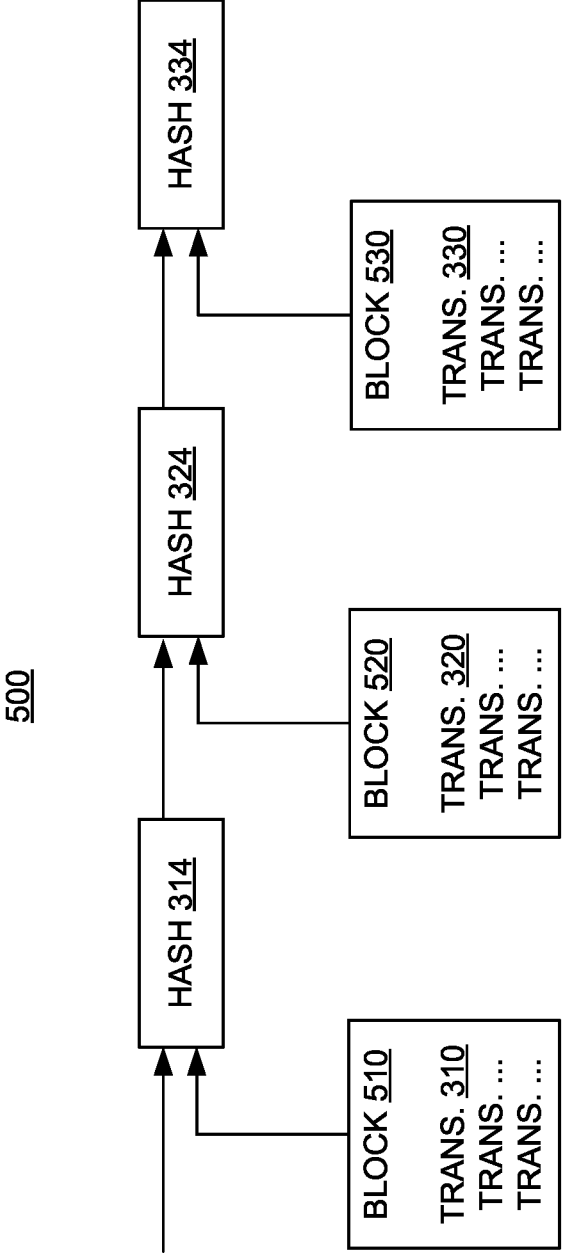 500
HASH 314
HASH 324
HASH 334
BLOCK 510
TRANS. 310
TRANS. ...
TRANS. ...
BLOCK 520
TRANS. 320
TRANS. ...
TRANS. ...
BLOCK 530
TRANS. 330
TRANS. ...
TRANS. ...